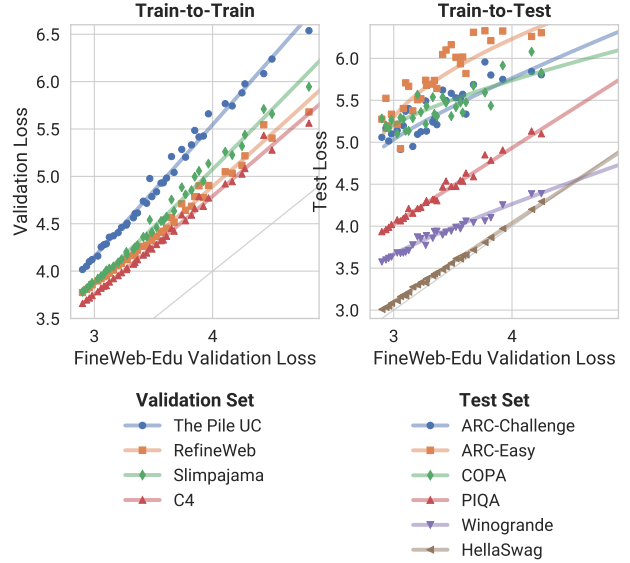 Train-to-Train
Train-to-Test
6.5
6.0
5.5
5.0
4.5
4.0
3.5
Validation Loss
3
4
FineWeb-Edu Validation Loss
6.0
5.5
5.0
4.5
4.0
3.5
3.0
Test Loss
3
4
FineWeb-Edu Validation Loss
Validation Set
The Pile UC
RefineWeb
Slimpajama
C4
Test Set
ARC-Challenge
ARC-Easy
COPA
PIQA
Winogrande
HellaSwag